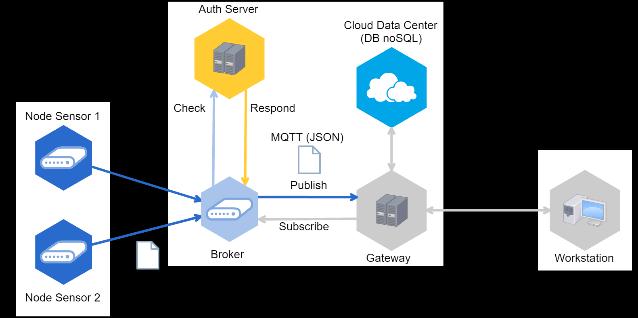 Auth Server
Cloud Data Center
(DB noSQL)
Node Sensor 1
Check
Respond
MQTT (JSON)
Publish
Subscribe
Broker
Gateway
Workstation
Node Sensor 2